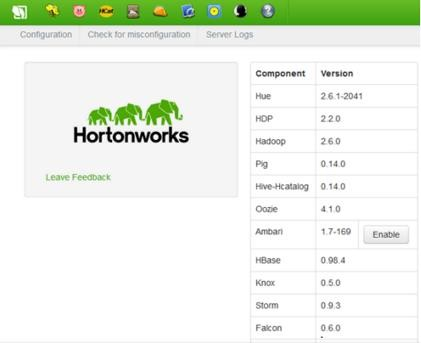 HCat
Configuration Check for misconfiguration Server Logs
Hortonworks
Leave Feedback
Component Version
Hue 2.6.1-2041
HDP 2.2.0
Hadoop 2.6.0
Pig 0.14.0
Hive-Hcatalog 0.14.0
Oozie 4.1.0
Ambari 1.7-169 Enable
HBase 0.98.4
Knox 0.5.0
Storm 0.9.3
Falcon 0.6.0